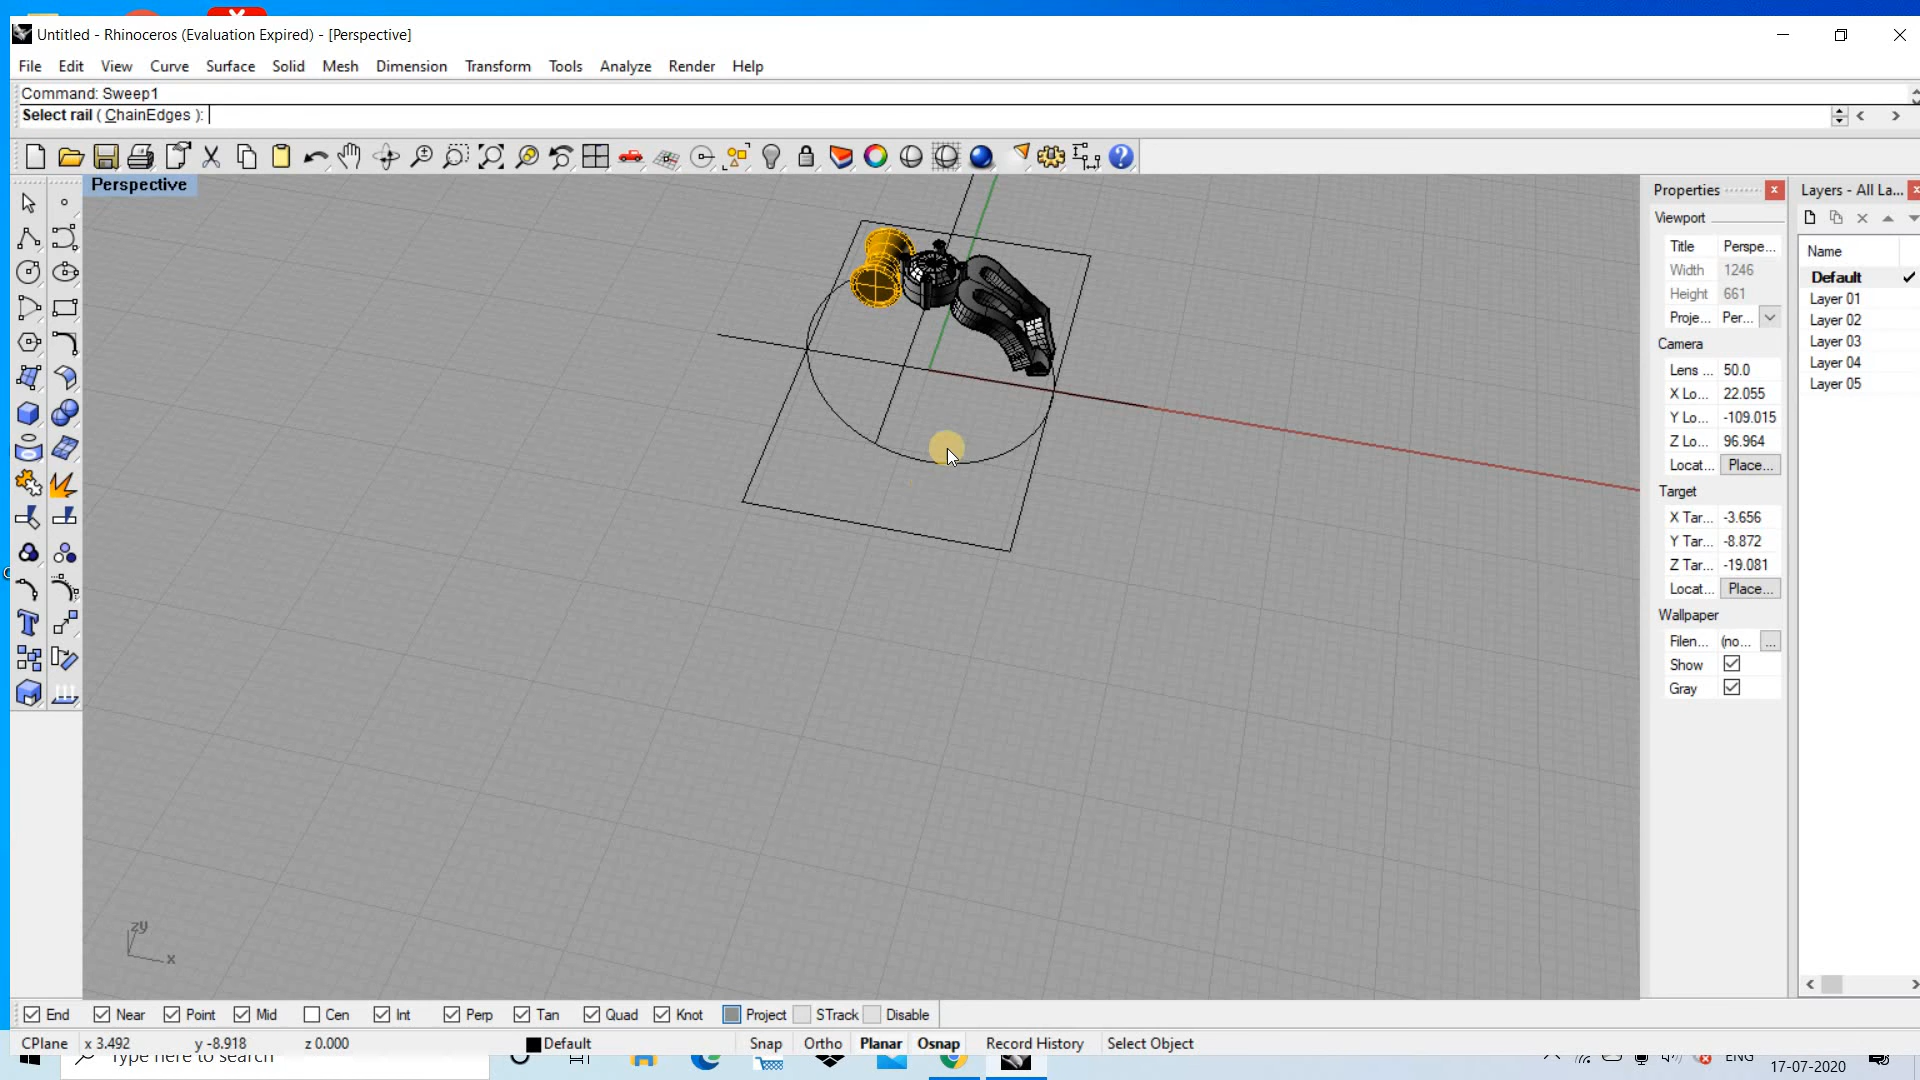 Untitled - Rhinoceros (Evaluation Expired) - [Perspective]
File Edit View Curve Surface Solid Mesh Dimension Transform Tools Analyze Render Help
Command: Sweep1
Select rail ( ChainEdges ):
Perspective
Properties
Viewport
Title Perspe...
Width 1246
Height 661
Proje... Per...
Camera
Lens ... 50.0
X Lo... 22.055
Y Lo... -109.015
Z Lo... 96.964
Locat... Place...
Target
X Tar... -3.656
Y Tar... -8.872
Z Tar... -19.081
Locat... Place...
Wallpaper
Filen... (no... ...
Show
Gray
Layers - All La...
Name
Default
Layer 01
Layer 02
Layer 03
Layer 04
Layer 05
zy
x
End Near Point Mid Cen Int Perp Tan Quad Knot Project STrack Disable
CPlane x 3.492 y -8.918 z 0.000 Default Snap Ortho Planar Osnap Record History Select Object
Type here to search
ENG
17-07-2020